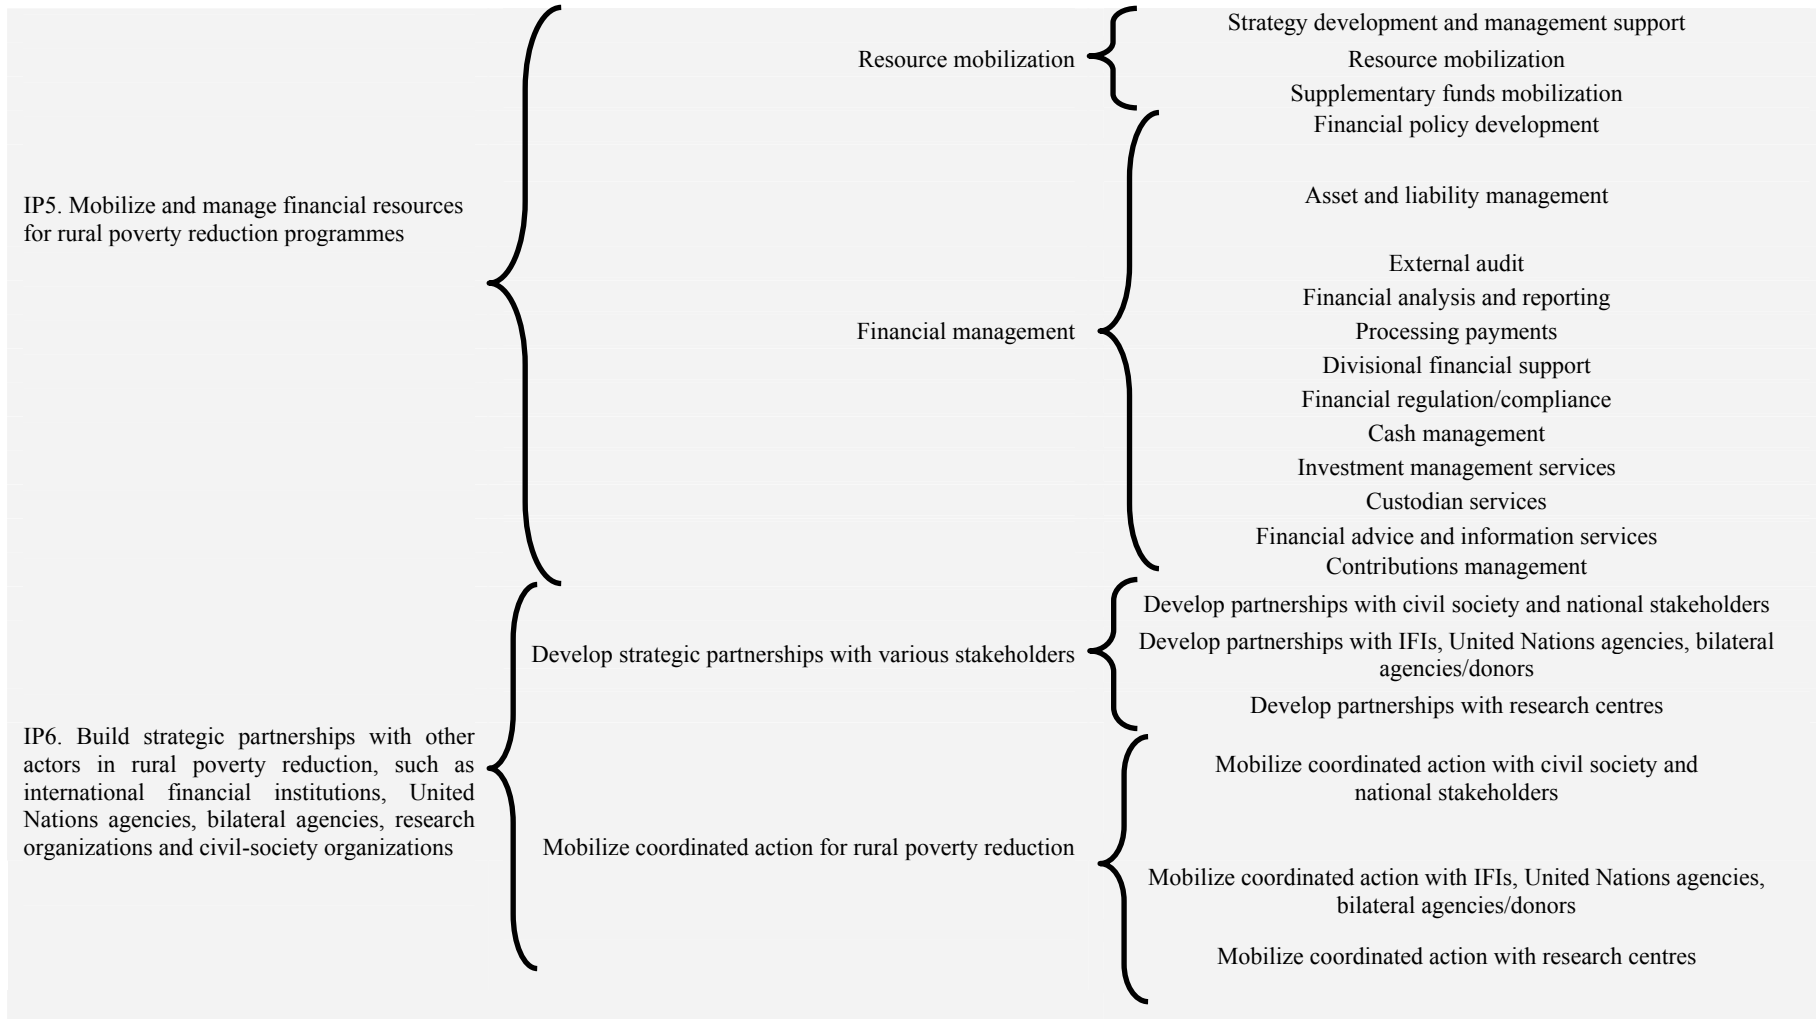 IP5. Mobilize and manage financial resources
for rural poverty reduction programmes
Resource mobilization
Strategy development and management support
Resource mobilization
Supplementary funds mobilization
Financial management
Financial policy development
Asset and liability management
External audit
Financial analysis and reporting
Processing payments
Divisional financial support
Financial regulation/compliance
Cash management
Investment management services
Custodian services
Financial advice and information services
Contributions management
IP6. Build strategic partnerships with other
actors in rural poverty reduction, such as
international financial institutions, United
Nations agencies, bilateral agencies, research
organizations and civil-society organizations
Develop strategic partnerships with various stakeholders
Develop partnerships with civil society and national stakeholders
Develop partnerships with IFIs, United Nations agencies, bilateral
agencies/donors
Develop partnerships with research centres
Mobilize coordinated action for rural poverty reduction
Mobilize coordinated action with civil society and
national stakeholders
Mobilize coordinated action with IFIs, United Nations agencies,
bilateral agencies/donors
Mobilize coordinated action with research centres